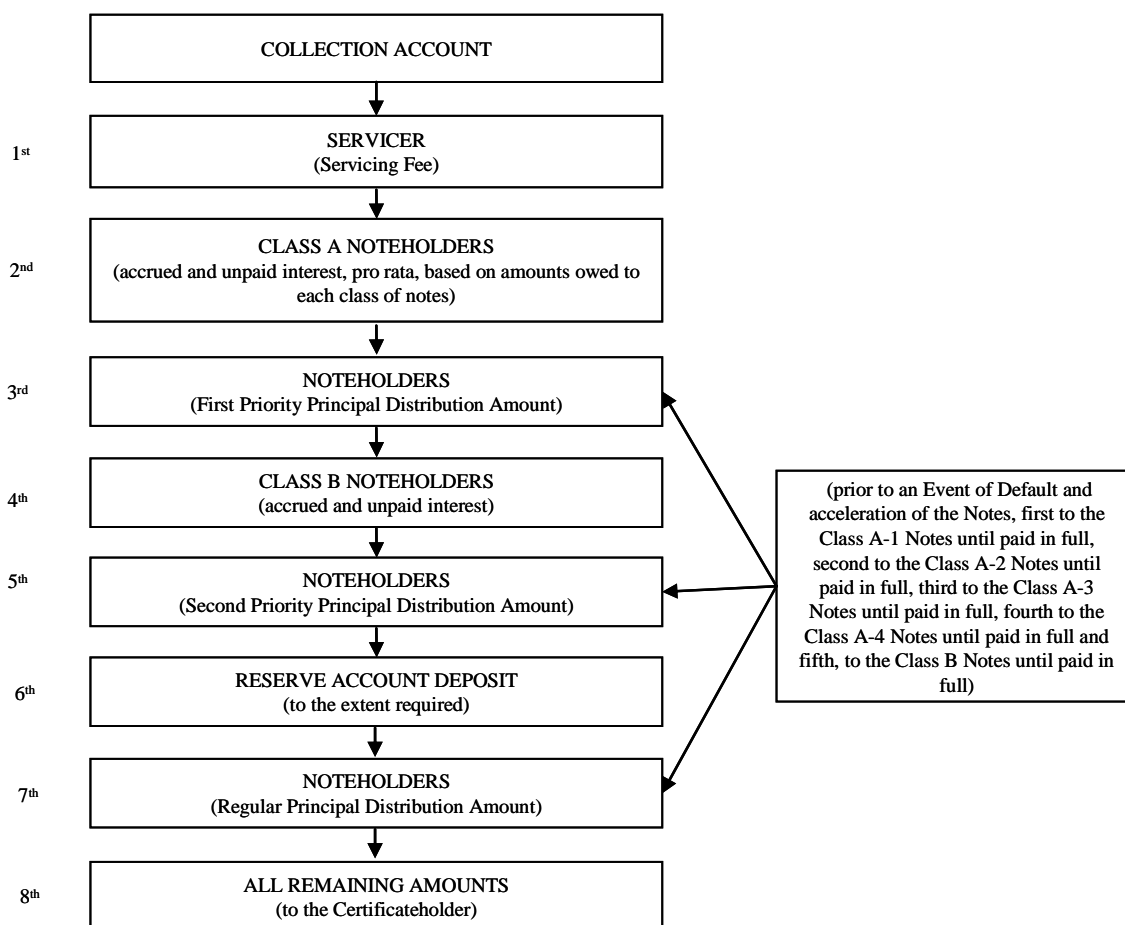 COLLECTION ACCOUNT
1st
SERVICER
(Servicing Fee)
2nd
CLASS A NOTEHOLDERS
(accrued and unpaid interest, pro rata, based on amounts owed to
each class of notes)
3rd
NOTEHOLDERS
(First Priority Principal Distribution Amount)
4th
CLASS B NOTEHOLDERS
(accrued and unpaid interest)
5th
NOTEHOLDERS
(Second Priority Principal Distribution Amount)
6th
RESERVE ACCOUNT DEPOSIT
(to the extent required)
7th
NOTEHOLDERS
(Regular Principal Distribution Amount)
8th
ALL REMAINING AMOUNTS
(to the Certificateholder)
(prior to an Event of Default and
acceleration of the Notes, first to the
Class A-1 Notes until paid in full,
second to the Class A-2 Notes until
paid in full, third to the Class A-3
Notes until paid in full, fourth to the
Class A-4 Notes until paid in full and
fifth, to the Class B Notes until paid in
full)